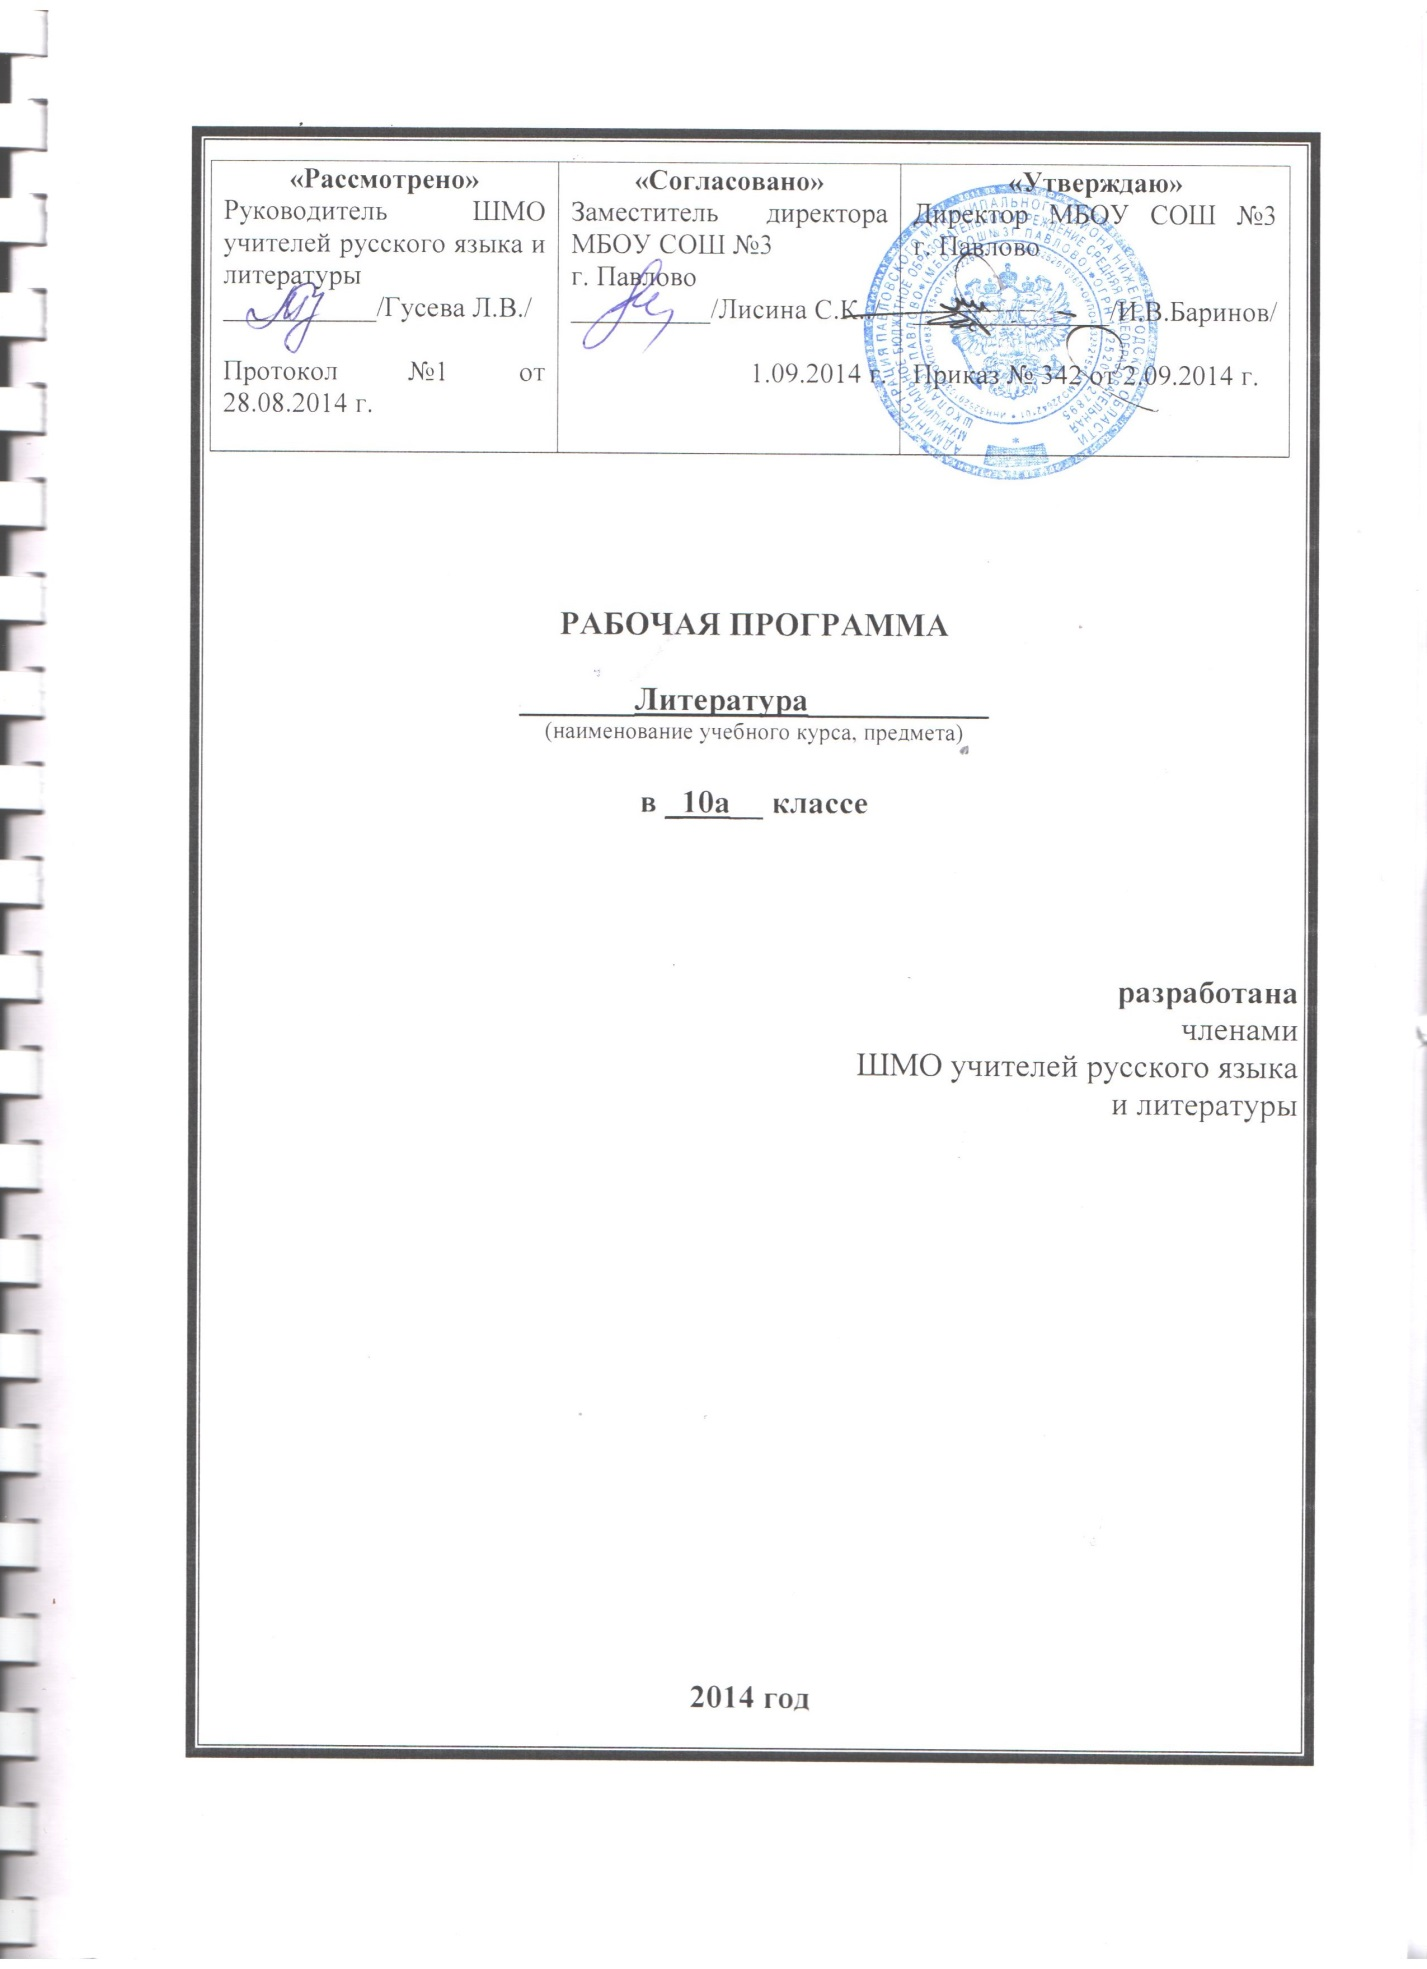 «Рассмотрено»
Руководитель ШМО
учителей русского языка и
литературы
___________/Гусева Л.В./
Протокол №1 от
28.08.2014 г.
«Согласовано»
Заместитель директора
МБОУ СОШ №3
г. Павлово
__________/Лисина С.К.
1.09.2014 г.
«Утверждаю»
Директор МБОУ СОШ №3
г. Павлово
/И.В.Баринов/
Приказ № 342 от 2.09.2014 г.
РАБОЧАЯ ПРОГРАММА
Литература
(наименование учебного курса, предмета)
в 10а классе
разработана
членами
ШМО учителей русского языка
и литературы
2014 год